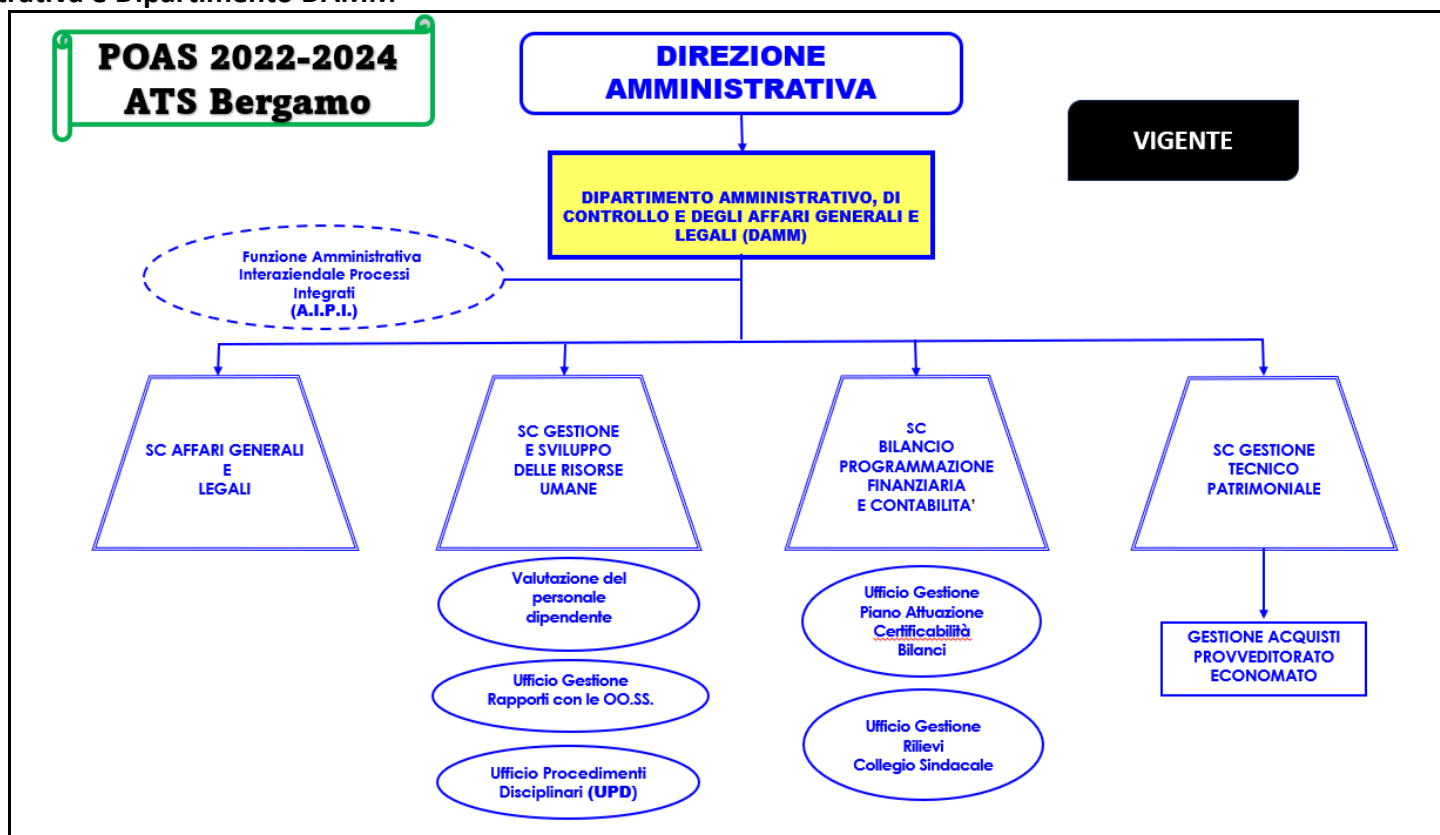 POAS 2022-2024
ATS Bergamo
DIREZIONE
AMMINISTRATIVA
VIGENTE
DIPARTIMENTO AMMINISTRATIVO, DI
CONTROLLO E DEGLI AFFARI GENERALI E
LEGALI (DAMM)
Funzione Amministrativa
Interaziendale Processi
Integrati
(A.I.P.I.)
SC AFFARI GENERALI
E
LEGALI
SC GESTIONE
E SVILUPPO
DELLE RISORSE
UMANE
SC
BILANCIO
PROGRAMMAZIONE
FINANZIARIA
E CONTABILITA'
SC GESTIONE
TECNICO
PATRIMONIALE
Valutazione del
personale
dipendente
Ufficio Gestione
Rapporti con le OO.SS.
Ufficio Procedimenti
Disciplinari (UPD)
Ufficio Gestione
Piano Attuazione
Certificabilità
Bilanci
Ufficio Gestione
Rilievi
Collegio Sindacale
GESTIONE ACQUISTI
PROVVEDITORATO
ECONOMATO